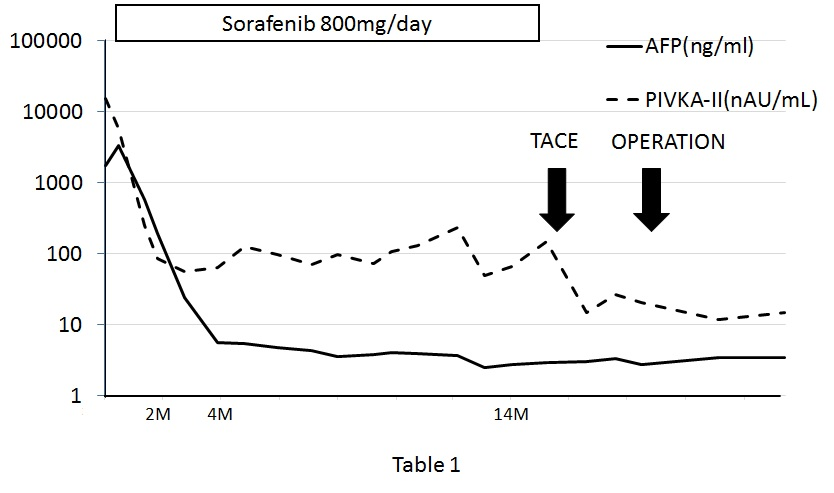 Sorafenib 800mg/day
AFP(ng/ml)
PIVKA-II(nAU/mL)
TACE
OPERATION
100000
10000
1000
100
10
1
2M
4M
14M
Table 1